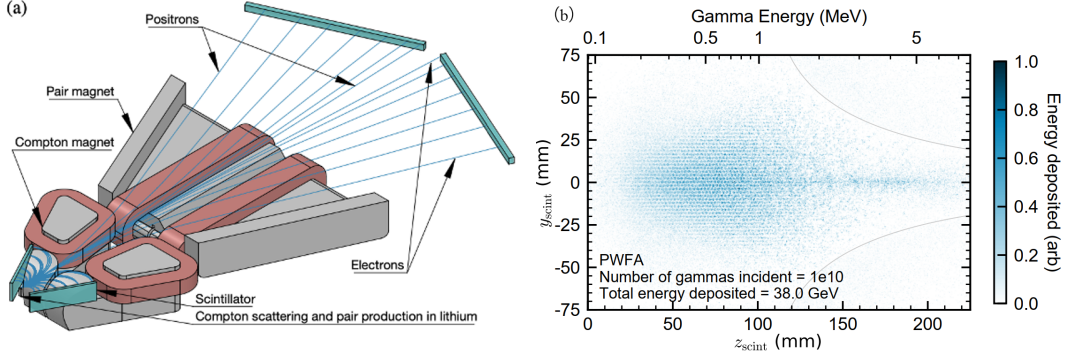 (a)
Positrons
Pair magnet
Compton magnet
Electrons
Scintillator
Compton scattering and pair production in lithium
(b)
Gamma Energy (MeV)
0.1 0.5 1 5
75
50
25
0
-25
-50
-75
y_scint (mm)
PWFA
Number of gammas incident = 1e10
Total energy deposited = 38.0 GeV
0 50 100 150 200
z_scint (mm)
1.0
0.8
0.6
0.4
0.2
0.0
Energy deposited (arb)